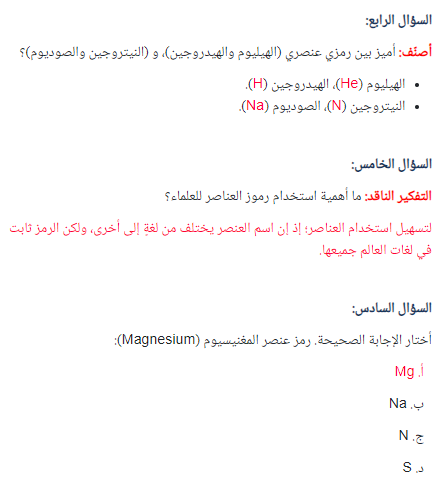 السؤال الرابع:
أصنّف: أميز بين رمزي عنصري (الهيليوم والهيدروجين)، و (النيتروجين والصوديوم)؟
الهيليوم (He)، الهيدروجين (H).
النيتروجين (N)، الصوديوم (Na).
السؤال الخامس:
التفكير الناقد: ما أهمية استخدام رموز العناصر للعلماء؟
لتسهيل استخدام العناصر؛ إذ إن اسم العنصر يختلف من لغةٍ إلى أخرى، ولكن الرمز ثابت
في لغات العالم جميعها.
السؤال السادس:
أختار الإجابة الصحيحة. رمز عنصر المغنيسيوم (Magnesium):
أ. Mg
ب. Na
ج. N
د. S